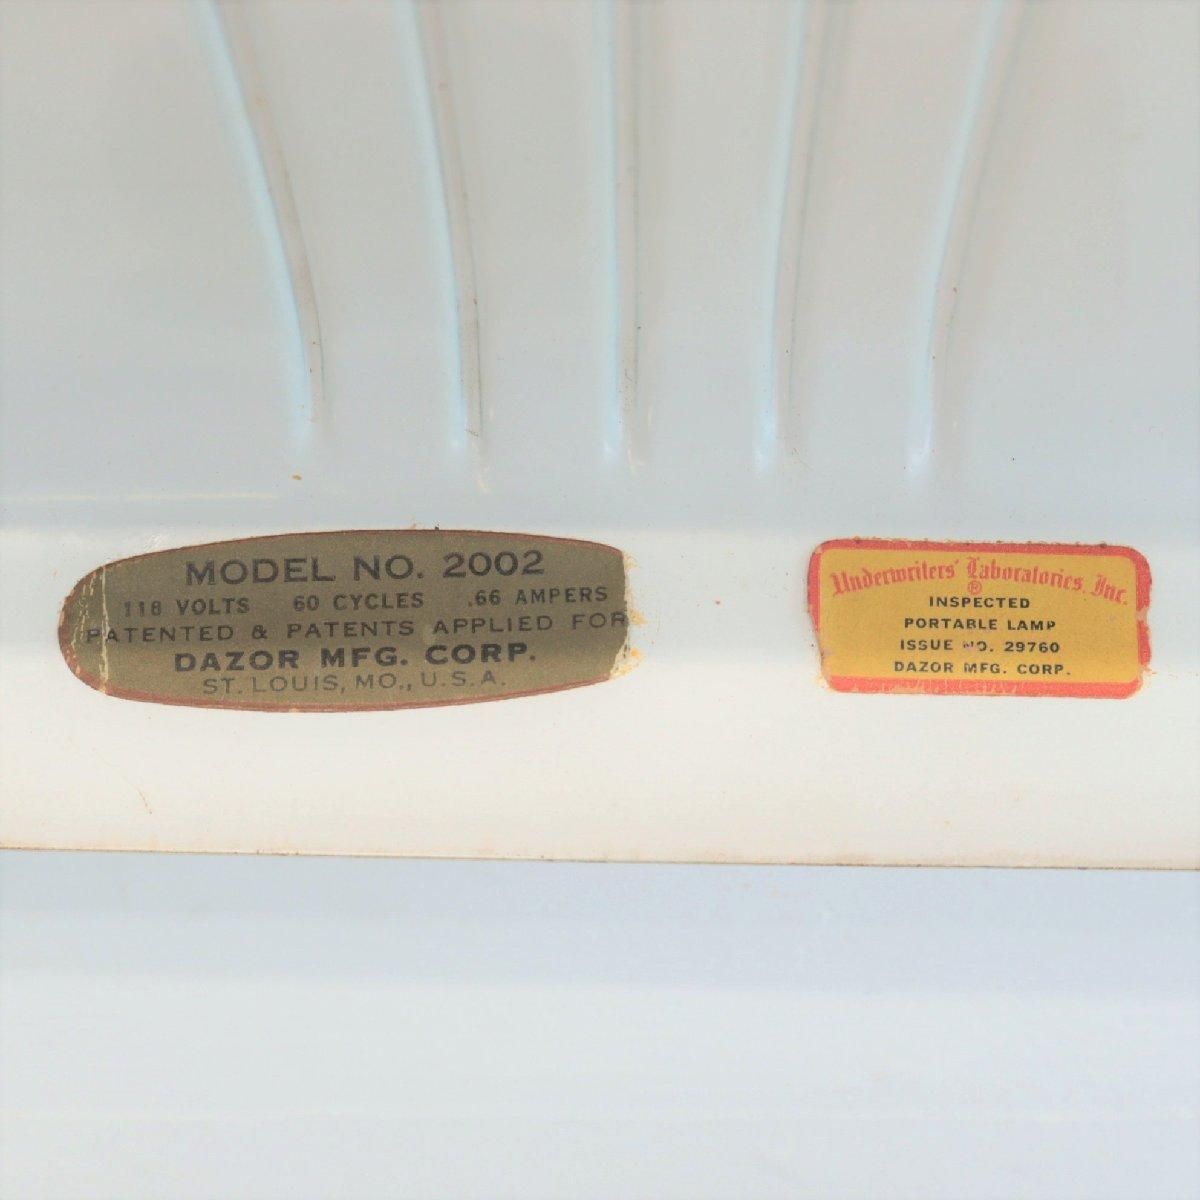 MODEL NO. 2002
118 VOLTS 60 CYCLES .66 AMPERS
PATENTED & PATENTS APPLIED FOR
DAZOR MFG. CORP.
ST. LOUIS, MO., U.S.A.
Underwriters' Laboratories, Inc.
®
INSPECTED
PORTABLE LAMP
ISSUE NO. 29760
DAZOR MFG. CORP.